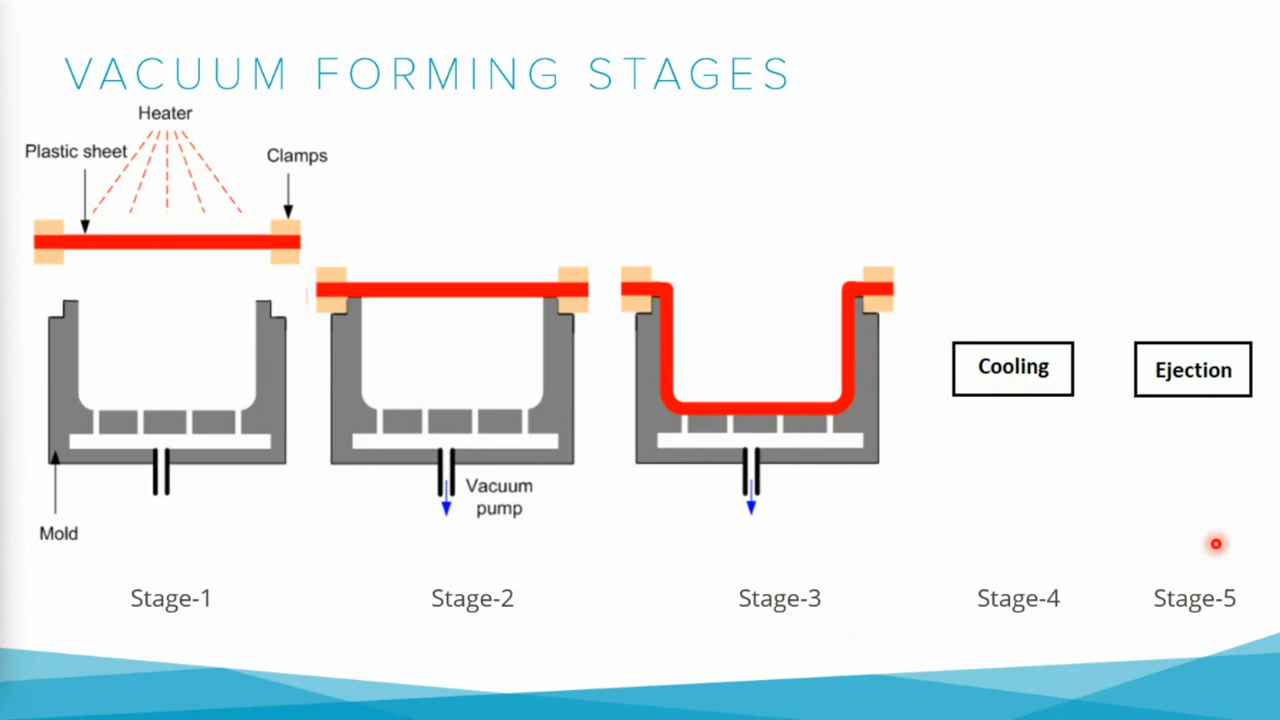 VACUUM FORMING STAGES
Heater
Plastic sheet
Clamps
Mold
Vacuum
pump
Cooling
Ejection
Stage-1
Stage-2
Stage-3
Stage-4
Stage-5